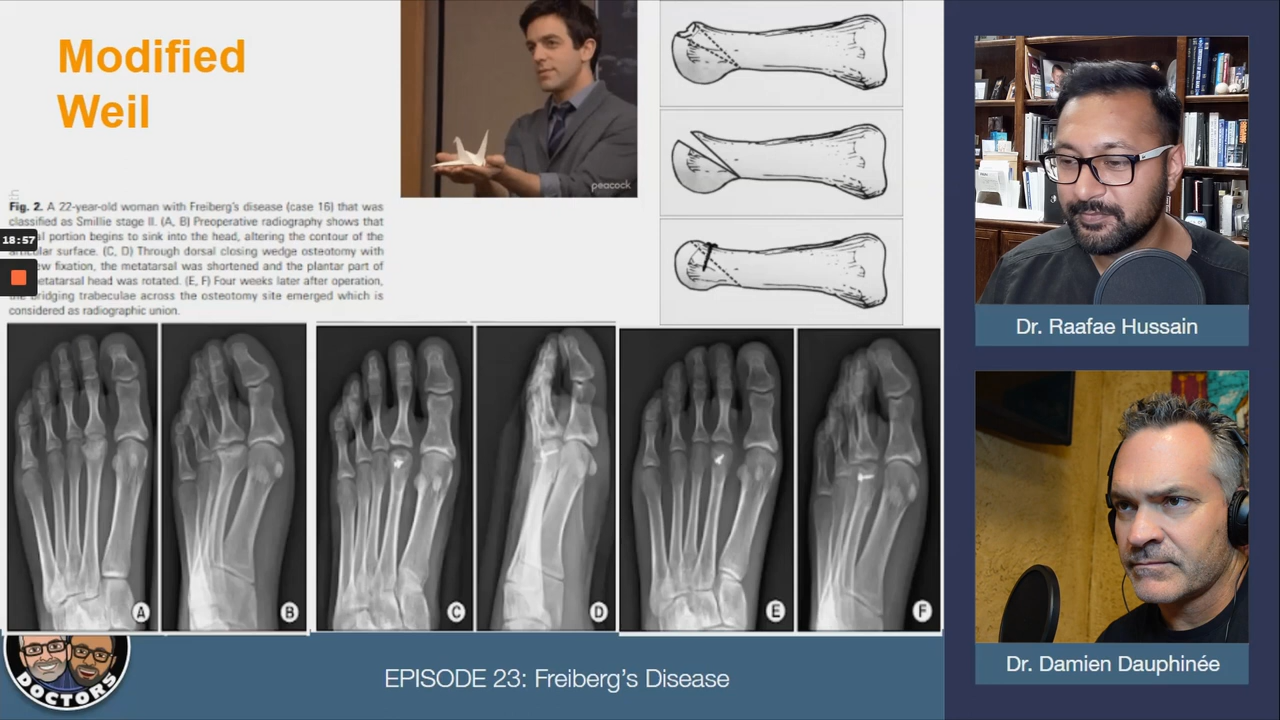 Modified
Weil
peacock
Fig. 2. A 22-year-old woman with Freiberg's disease (case 16) that was
classified as Smillie stage II. (A, B) Preoperative radiography shows that
portion begins to sink into the head, altering the contour of the
articular surface. (C, D) Through dorsal closing wedge osteotomy with
fixation, the metatarsal was shortened and the plantar part of
metatarsal head was rotated. (E, F) Four weeks later after operation,
the bridging trabeculae across the osteotomy site emerged which is
considered as radiographic union.
18:57
A
B
C
D
E
F
DOCTORS
EPISODE 23: Freiberg's Disease
Dr. Raafae Hussain
Dr. Damien Dauphinée